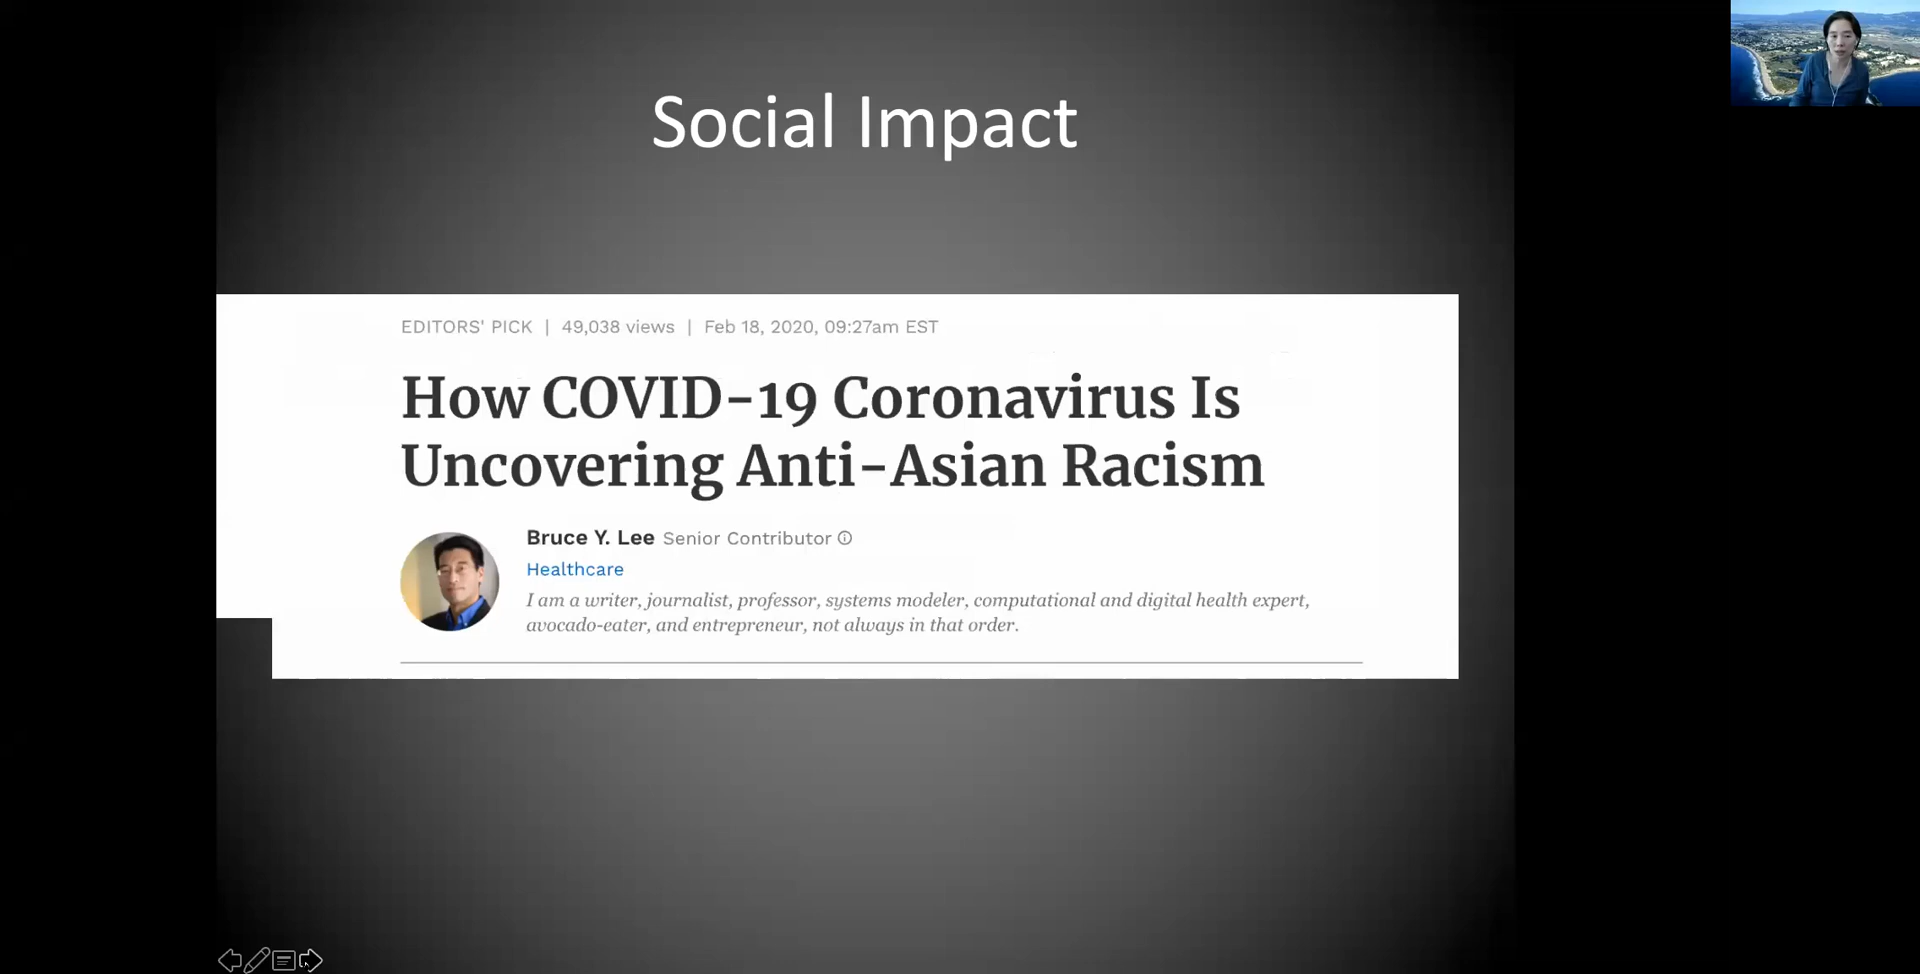 Social Impact
EDITORS' PICK | 49,038 views | Feb 18, 2020, 09:27am EST
How COVID-19 Coronavirus Is
Uncovering Anti-Asian Racism
Bruce Y. Lee Senior Contributor
Healthcare
I am a writer, journalist, professor, systems modeler, computational and digital health expert,
avocado-eater, and entrepreneur, not always in that order.